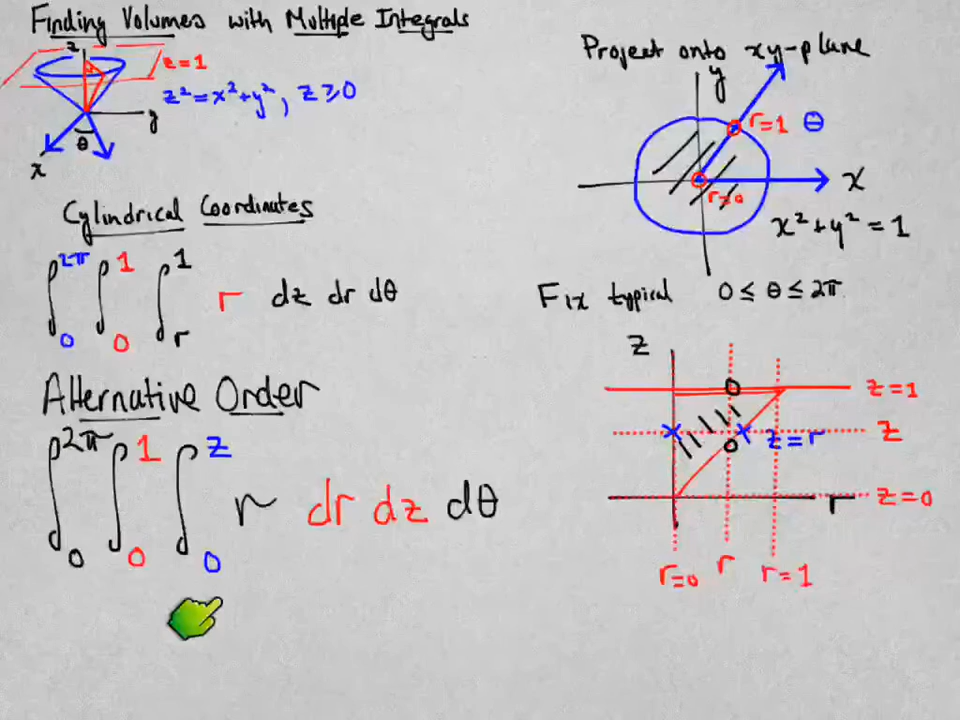 Finding Volumes with Multiple Integrals
z
z=1
z² = x² + y², z ≥ 0
y
θ
x
Cylindrical Coordinates
∫₀^2π ∫₀^1 ∫ᵣ^1 r dz dr dθ
Alternative Order
∫₀^2π ∫₀^1 ∫₀^z r dr dz dθ
Project onto xy-plane
y
r=1 θ
x
r=0
x² + y² = 1
Fix typical 0 ≤ θ ≤ 2π
z
z=1
z
z=r
r
z=0
r=0 r r=1